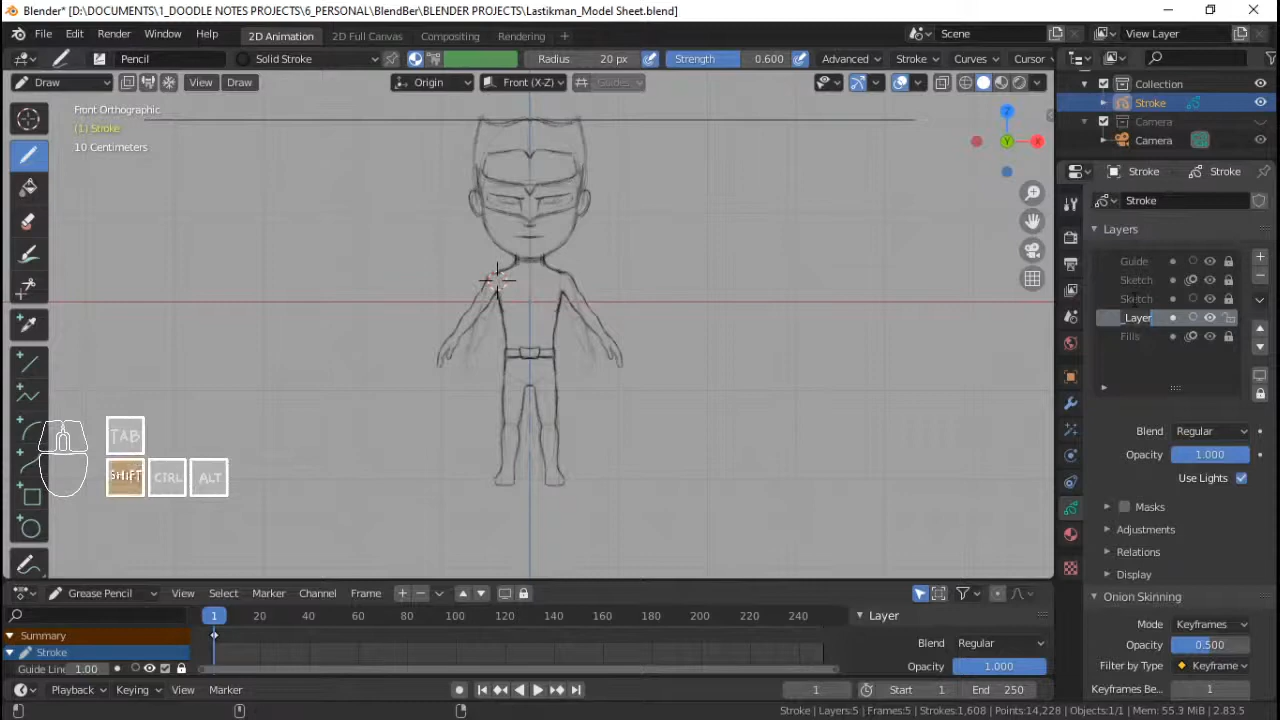 Blender* [D:\DOCUMENTS\1_DOODLE NOTES PROJECTS\6_PERSONAL\BlendBer\BLENDER PROJECTS\Lastikman_Model Sheet.blend]
File Edit Render Window Help 2D Animation 2D Full Canvas Compositing Rendering Scene View Layer
Pencil Solid Stroke Radius 20 px Strength 0.600 Advanced Stroke Curves Cursor
Draw View Draw Origin Front (X-Z) Guides
Front Orthographic
(1) Stroke
10 Centimeters
Z
Y
X
Collection
Stroke
Camera
Camera
Stroke Stroke
Stroke
Layers
Guide
Sketch
Sketch
_Layer
Fills
Blend Regular
Opacity 1.000
Use Lights
Masks
Adjustments
Relations
Display
Onion Skinning
Mode Keyframes
Opacity 0.500
Filter by Type Keyframe
Keyframes Be... 1
TAB
SHIFT CTRL ALT
Grease Pencil View Select Marker Channel Frame
1 20 40 60 80 100 120 140 160 180 200 220 240
Layer
Summary
Stroke
Guide Line 1.00
Blend Regular
Opacity 1.000
Playback Keying View Marker 1 Start 1 End 250
Stroke | Layers:5 | Frames:5 | Strokes:1,608 | Points:14,228 | Objects:1/1 | Mem: 55.3 MiB | 2.83.5